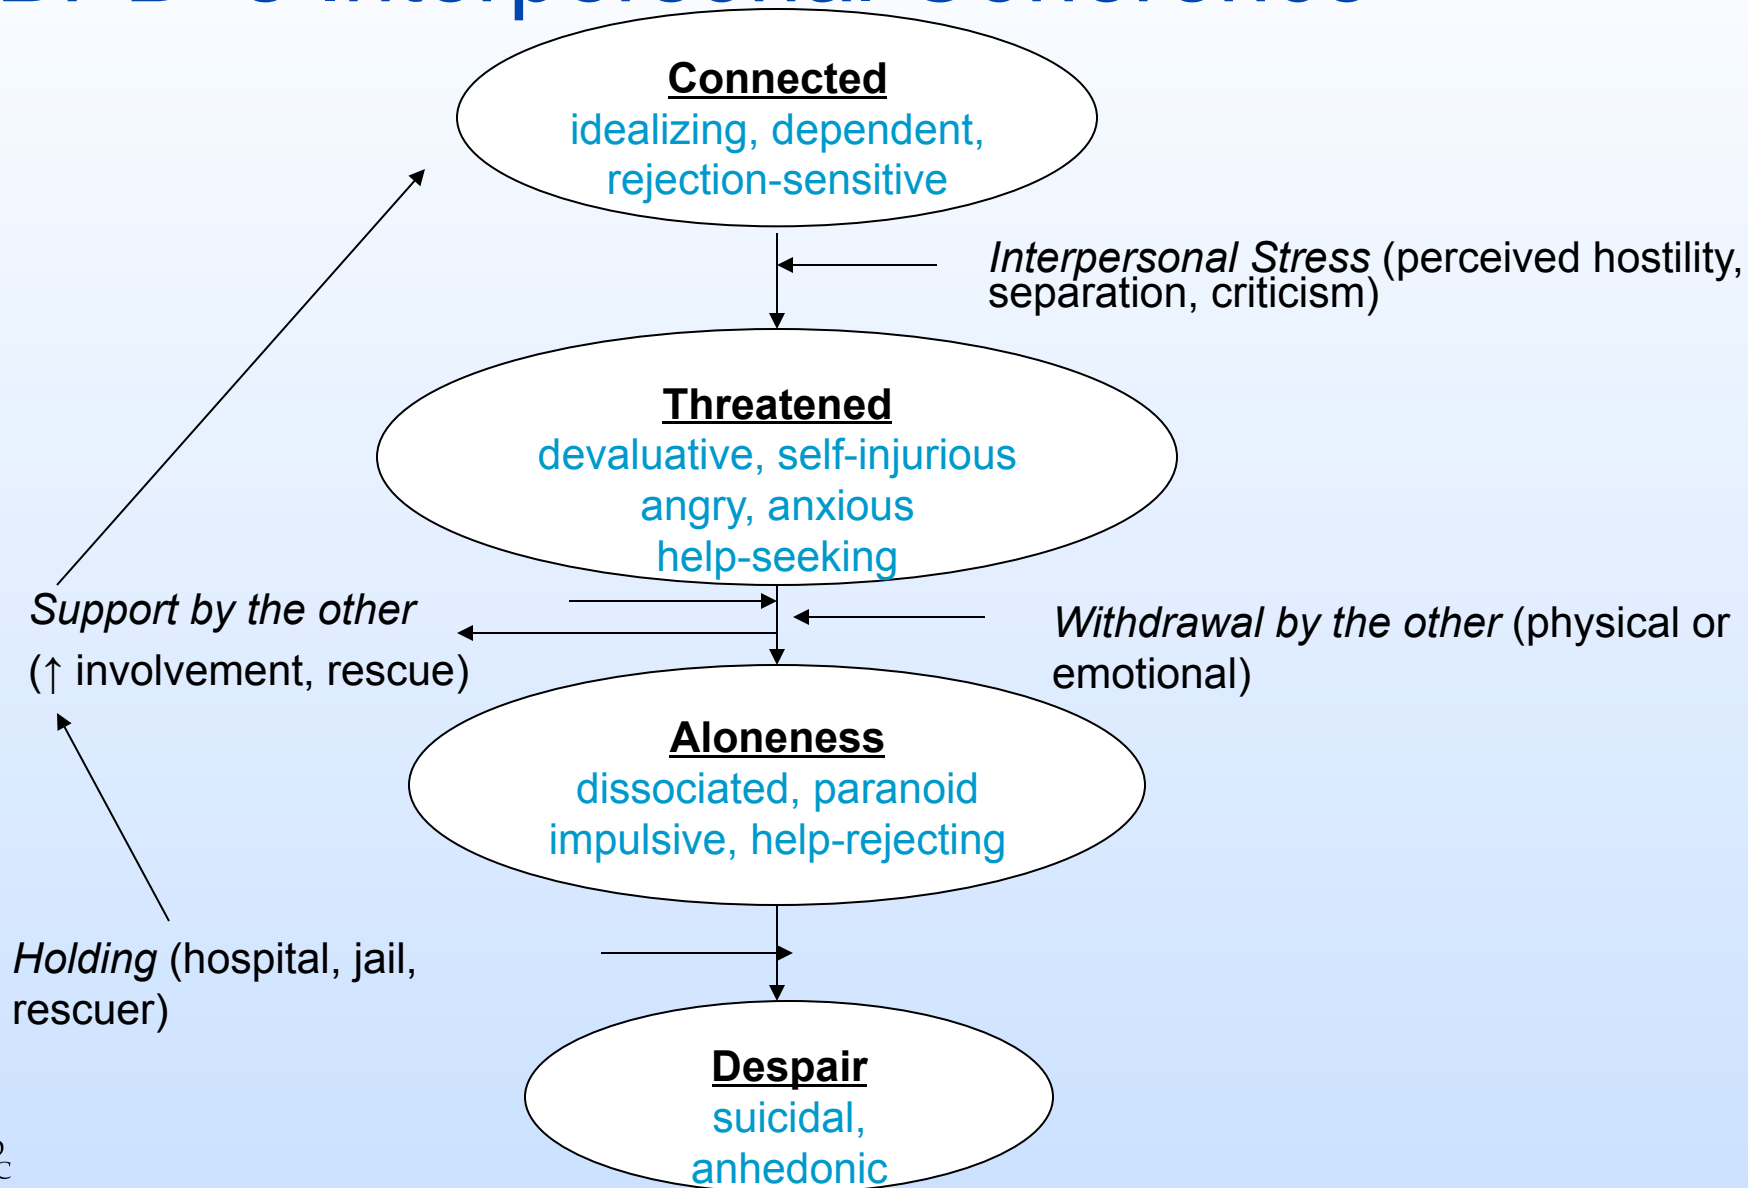 Interpersonal Coherence
Connected
idealizing, dependent,
rejection-sensitive
Interpersonal Stress (perceived hostility,
separation, criticism)
Threatened
devaluative, self-injurious
angry, anxious
help-seeking
Support by the other
(↑ involvement, rescue)
Withdrawal by the other (physical or
emotional)
Aloneness
dissociated, paranoid
impulsive, help-rejecting
Holding (hospital, jail,
rescuer)
Despair
suicidal,
anhedonic